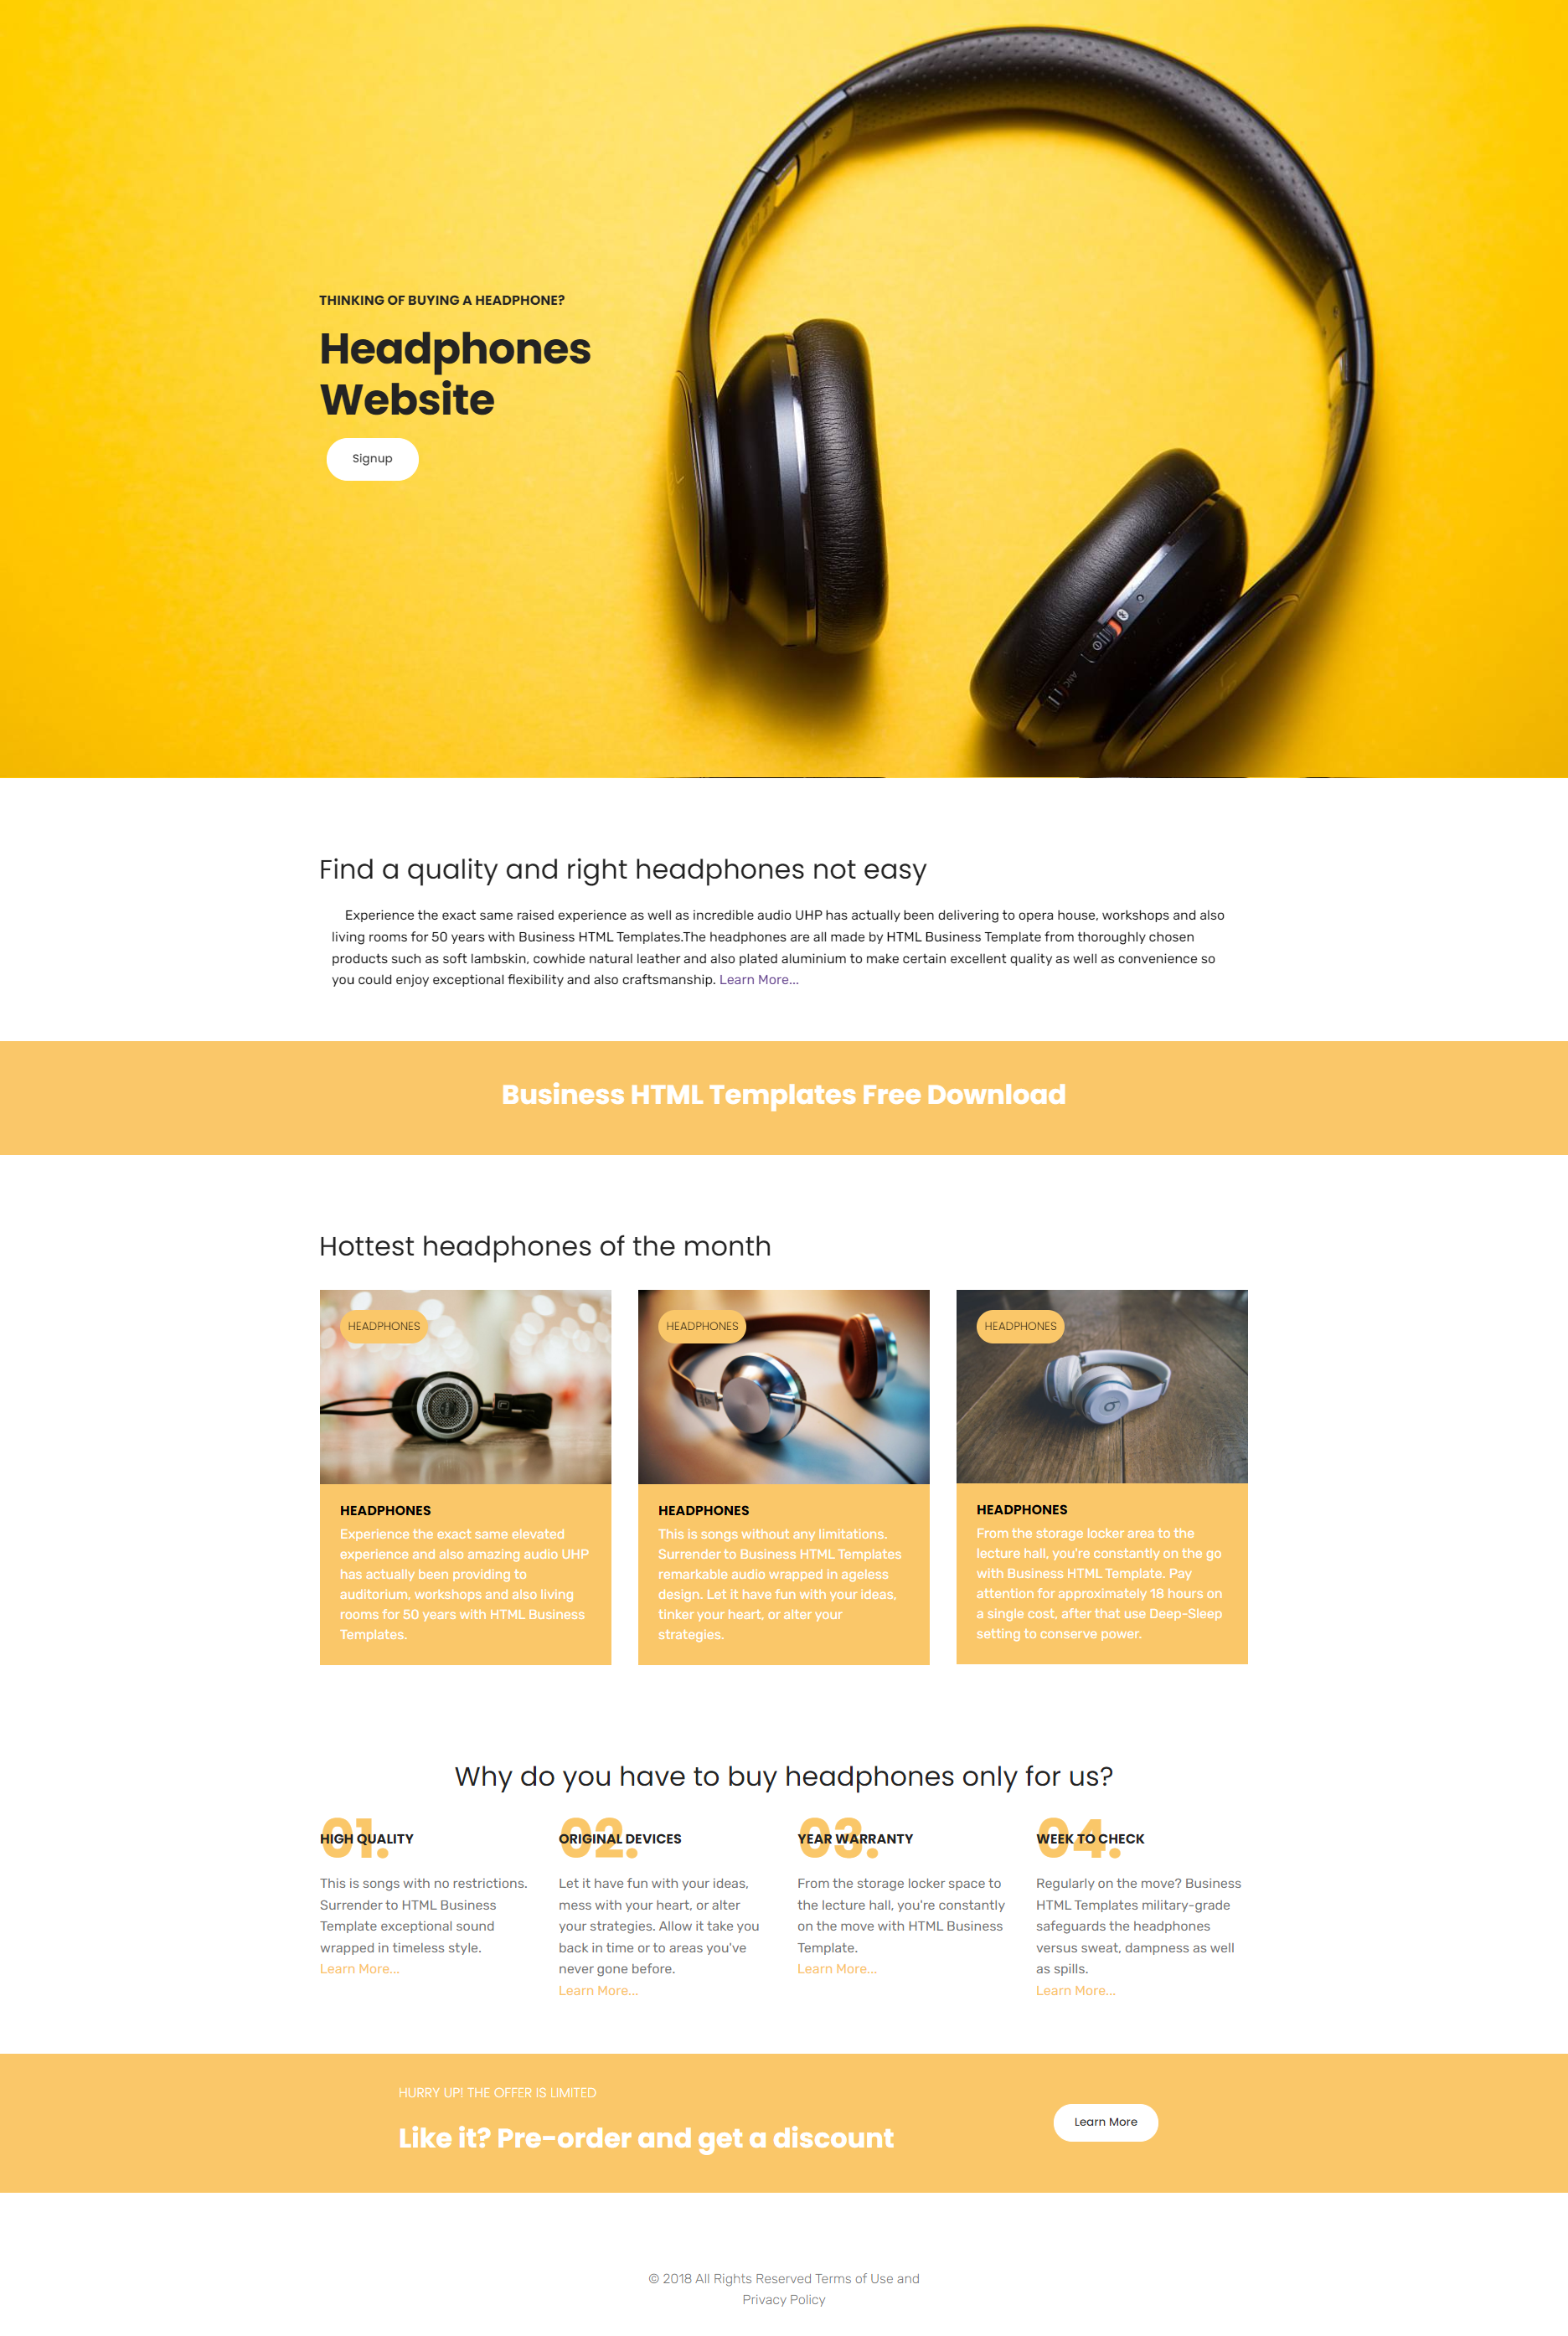 THINKING OF BUYING A HEADPHONE?
Headphones
Website
Signup
Find a quality and right headphones not easy
Experience the exact same raised experience as well as incredible audio UHP has actually been delivering to opera house, workshops and also
living rooms for 50 years with Business HTML Templates.The headphones are all made by HTML Business Template from thoroughly chosen
products such as soft lambskin, cowhide natural leather and also plated aluminium to make certain excellent quality as well as convenience so
you could enjoy exceptional flexibility and also craftsmanship. Learn More...
Business HTML Templates Free Download
Hottest headphones of the month
HEADPHONES
HEADPHONES
Experience the exact same elevated
experience and also amazing audio UHP
has actually been providing to
auditorium, workshops and also living
rooms for 50 years with HTML Business
Templates.
HEADPHONES
HEADPHONES
This is songs without any limitations.
Surrender to Business HTML Templates
remarkable audio wrapped in ageless
design. Let it have fun with your ideas,
tinker your heart, or alter your
strategies.
HEADPHONES
HEADPHONES
From the storage locker area to the
lecture hall, you're constantly on the go
with Business HTML Template. Pay
attention for approximately 18 hours on
a single cost, after that use Deep-Sleep
setting to conserve power.
Why do you have to buy headphones only for us?
01.
HIGH QUALITY
This is songs with no restrictions.
Surrender to HTML Business
Template exceptional sound
wrapped in timeless style.
Learn More...
02.
ORIGINAL DEVICES
Let it have fun with your ideas,
mess with your heart, or alter
your strategies. Allow it take you
back in time or to areas you've
never gone before.
Learn More...
03.
YEAR WARRANTY
From the storage locker space to
the lecture hall, you're constantly
on the move with HTML Business
Template.
Learn More...
04.
WEEK TO CHECK
Regularly on the move? Business
HTML Templates military-grade
safeguards the headphones
versus sweat, dampness as well
as spills.
Learn More...
HURRY UP! THE OFFER IS LIMITED
Like it? Pre-order and get a discount
Learn More
© 2018 All Rights Reserved Terms of Use and
Privacy Policy